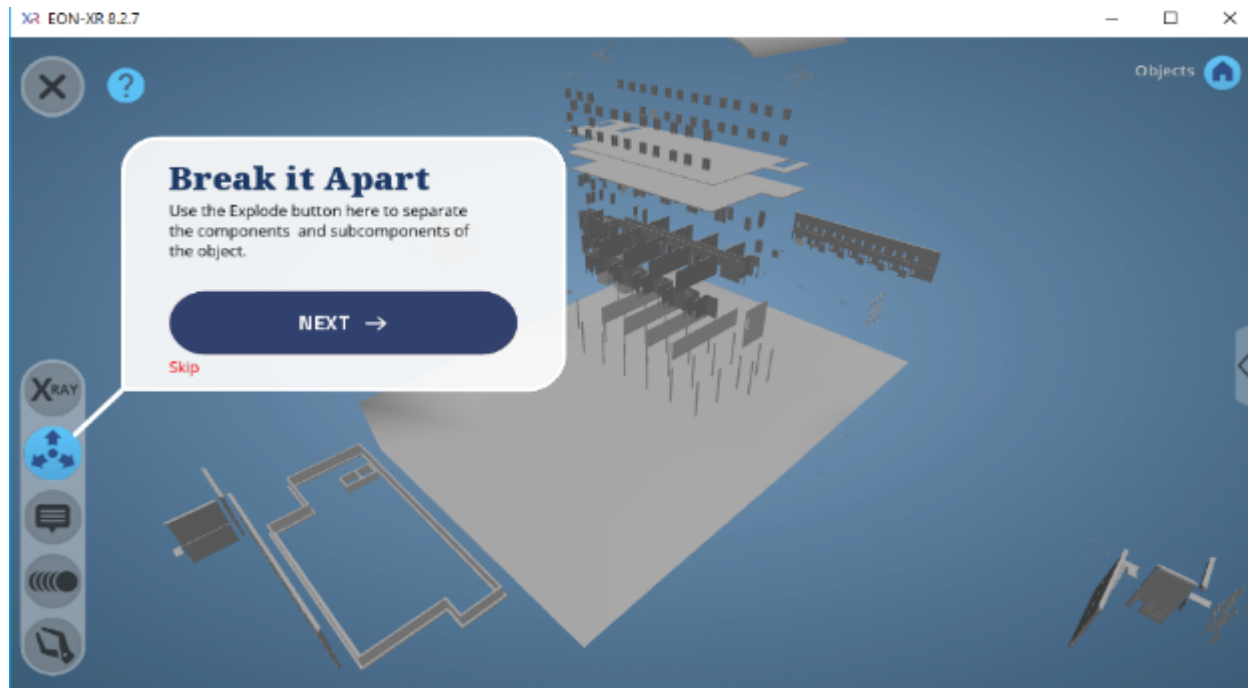 XR EON-XR 8.2.7
Objects
?
Break it Apart
Use the Explode button here to separate
the components and subcomponents of
the object.
NEXT →
Skip
XRAY